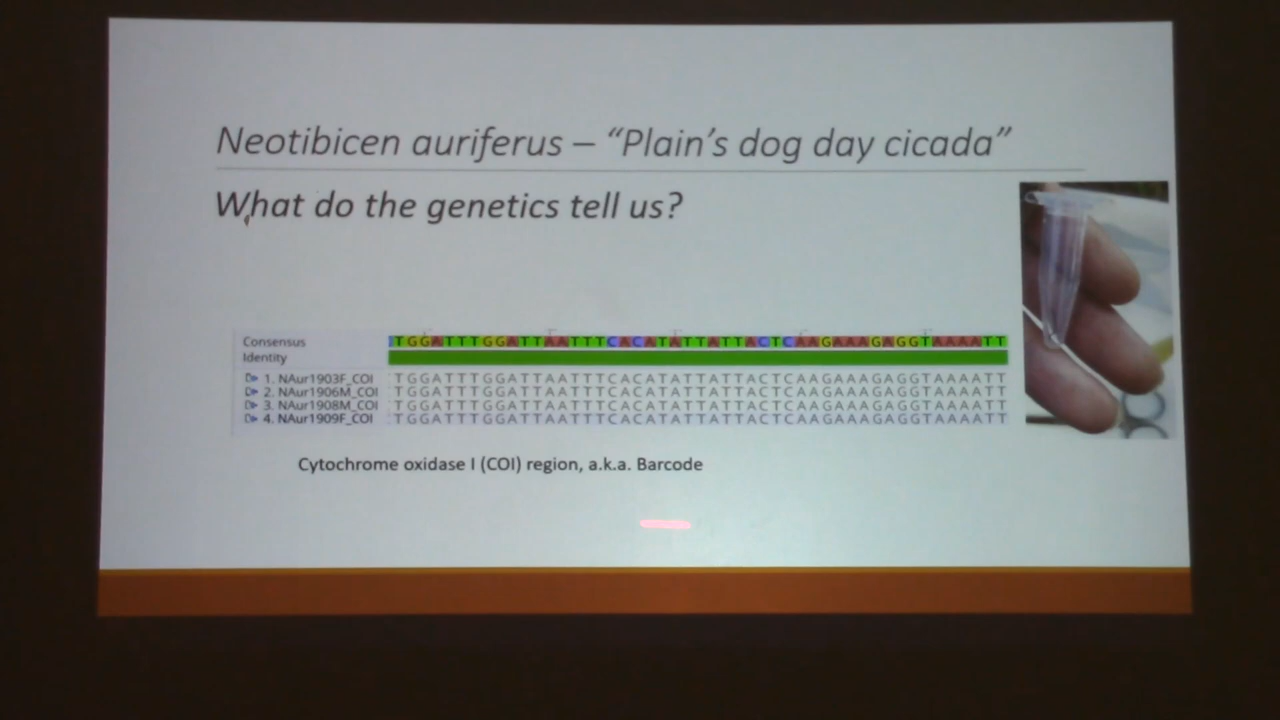 Neotibicen auriferus – “Plain’s dog day cicada”
What do the genetics tell us?
Consensus TGGATTTGGATTAATTTCACATATTATTACTCAAGAAAGAGGTAAAATT
Identity
1. NAur1903F_COI TGGATTTGGATTAATTTCACATATTATTACTCAAGAAAGAGGTAAAATT
2. NAur1906M_COI TGGATTTGGATTAATTTCACATATTATTACTCAAGAAAGAGGTAAAATT
3. NAur1908M_COI TGGATTTGGATTAATTTCACATATTATTACTCAAGAAAGAGGTAAAATT
4. NAur1909F_COI TGGATTTGGATTAATTTCACATATTATTACTCAAGAAAGAGGTAAAATT
Cytochrome oxidase I (COI) region, a.k.a. Barcode